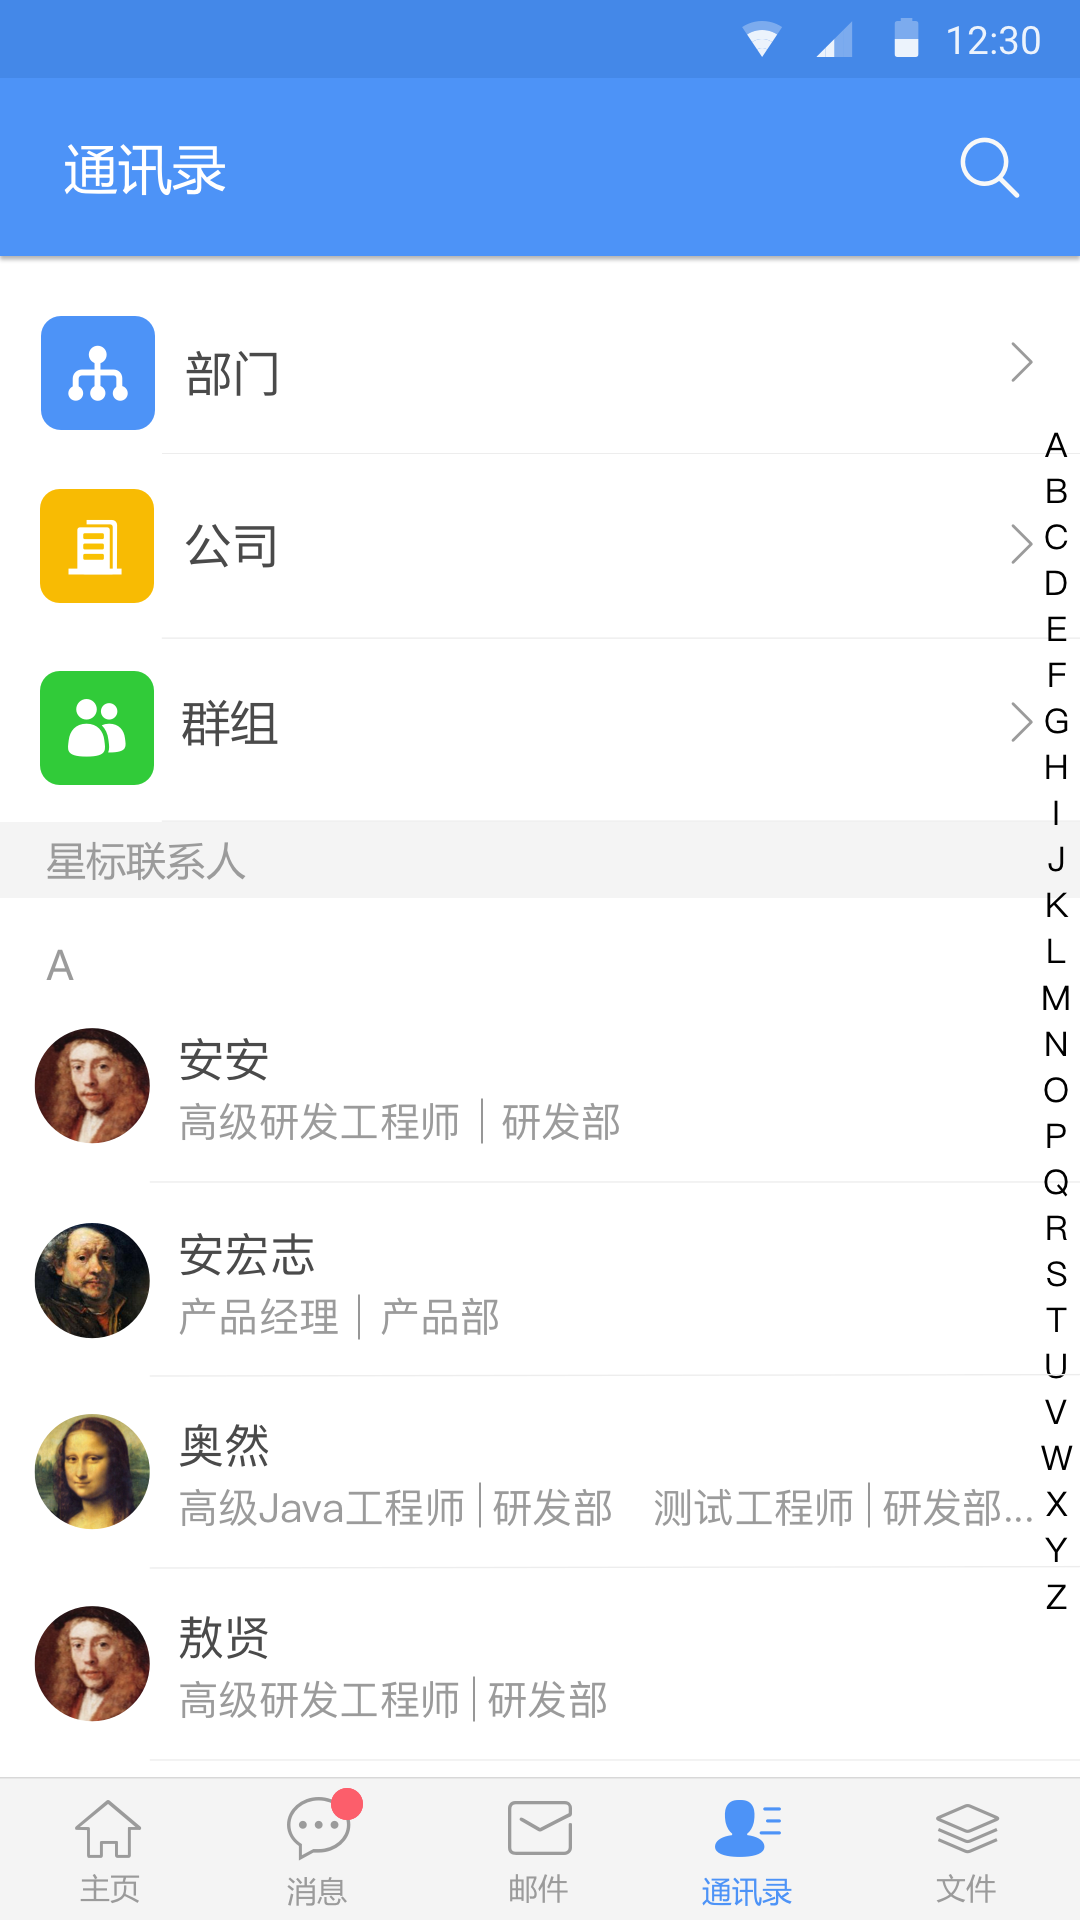 12:30
通讯录
部门
公司
群组
星标联系人
A
安安
高级研发工程师 | 研发部
安宏志
产品经理 | 产品部
奥然
高级Java工程师 | 研发部 测试工程师 | 研发部...
敖贤
高级研发工程师 | 研发部
A
B
C
D
E
F
G
H
I
J
K
L
M
N
O
P
Q
R
S
T
U
V
W
X
Y
Z
主页
消息
邮件
通讯录
文件